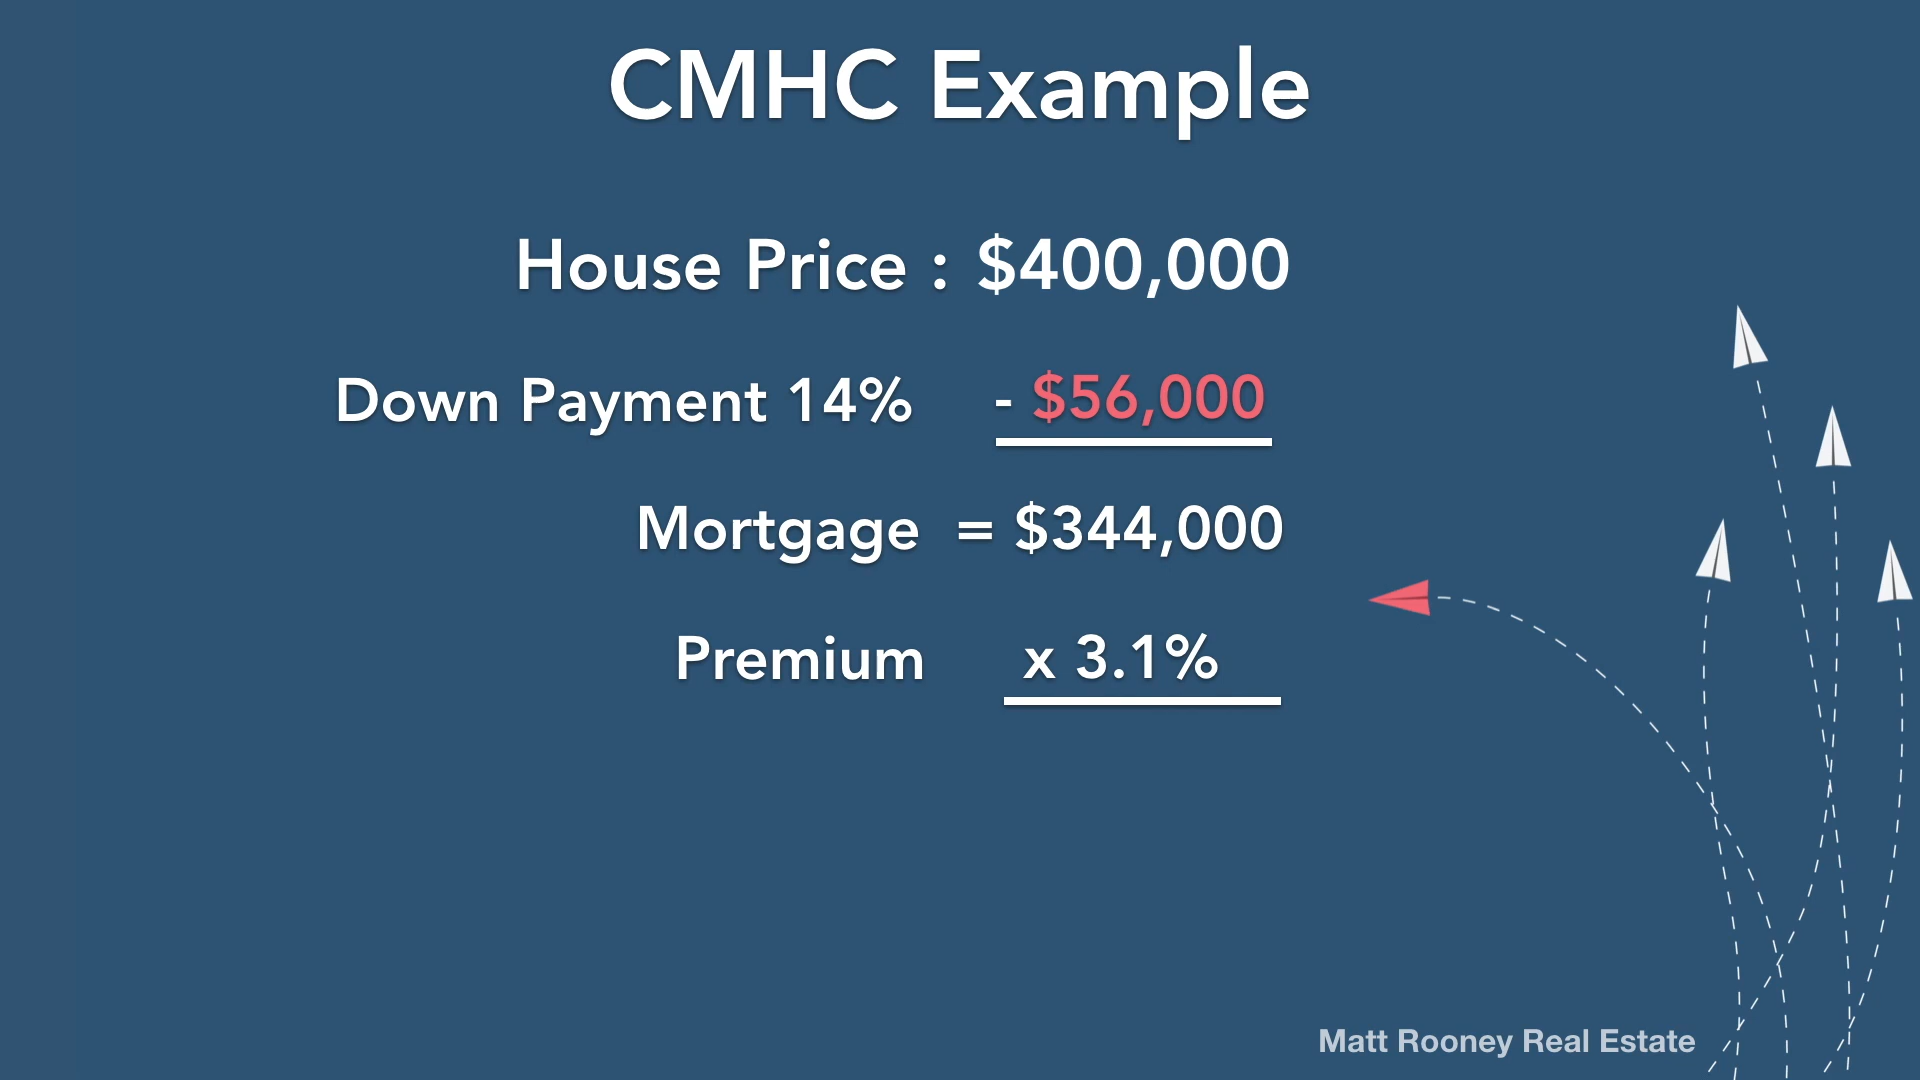 CMHC Example
House Price : $400,000
Down Payment 14% - $56,000
Mortgage = $344,000
Premium x 3.1%
Matt Rooney Real Estate